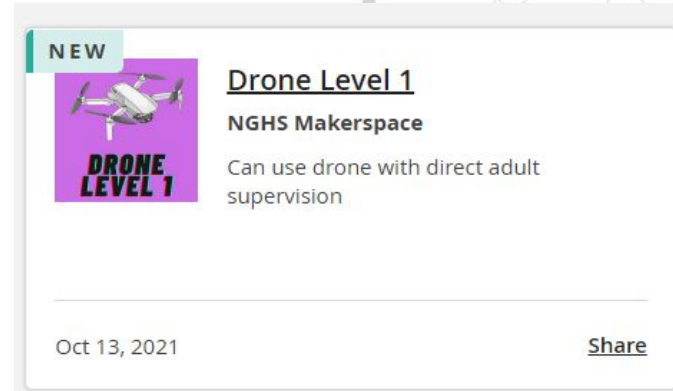 NEW
DRONE
LEVEL 1
Drone Level 1
NGHS Makerspace
Can use drone with direct adult
supervision
Oct 13, 2021
Share